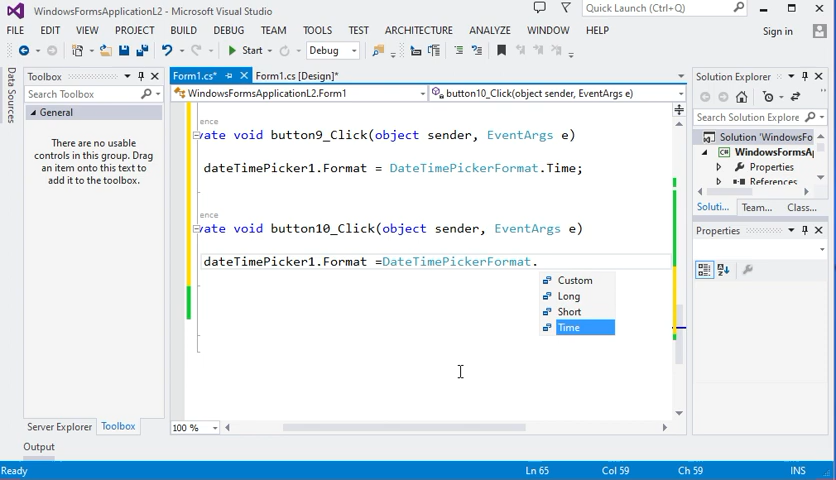 WindowsFormsApplicationL2 - Microsoft Visual Studio
Quick Launch (Ctrl+Q)
FILE EDIT VIEW PROJECT BUILD DEBUG TEAM TOOLS TEST ARCHITECTURE ANALYZE WINDOW HELP
Sign in
Start Debug
Data Sources
Toolbox
Search Toolbox
General
There are no usable
controls in this group. Drag
an item onto this text to
add it to the toolbox.
Server Explorer Toolbox
Form1.cs* Form1.cs [Design]*
WindowsFormsApplicationL2.Form1 button10_Click(object sender, EventArgs e)
ence
vate void button9_Click(object sender, EventArgs e)
dateTimePicker1.Format = DateTimePickerFormat.Time;
ence
vate void button10_Click(object sender, EventArgs e)
dateTimePicker1.Format =DateTimePickerFormat.
Custom
Long
Short
Time
100 %
Solution Explorer
Search Solution Explorer
Solution 'WindowsFo
WindowsFormsAp
Properties
References
Soluti... Team... Class...
Properties
Output
Ready Ln 65 Col 59 Ch 59 INS